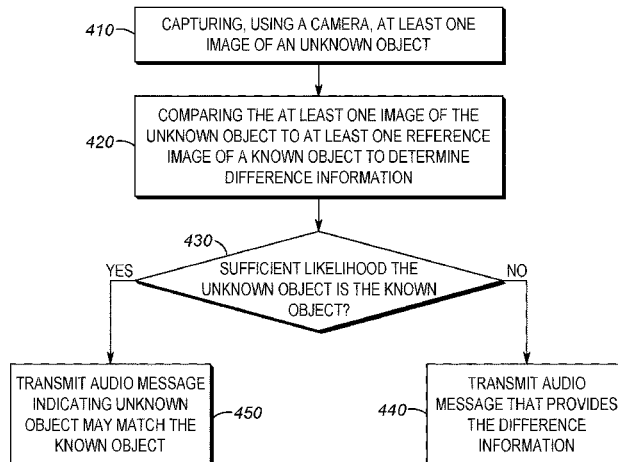 410
CAPTURING, USING A CAMERA, AT LEAST ONE
IMAGE OF AN UNKNOWN OBJECT
420
COMPARING THE AT LEAST ONE IMAGE OF THE
UNKNOWN OBJECT TO AT LEAST ONE REFERENCE
IMAGE OF A KNOWN OBJECT TO DETERMINE
DIFFERENCE INFORMATION
430
YES
SUFFICIENT LIKELIHOOD THE
UNKNOWN OBJECT IS THE KNOWN
OBJECT?
NO
TRANSMIT AUDIO MESSAGE
INDICATING UNKNOWN
OBJECT MAY MATCH THE
KNOWN OBJECT
450
440
TRANSMIT AUDIO
MESSAGE THAT PROVIDES
THE DIFFERENCE
INFORMATION